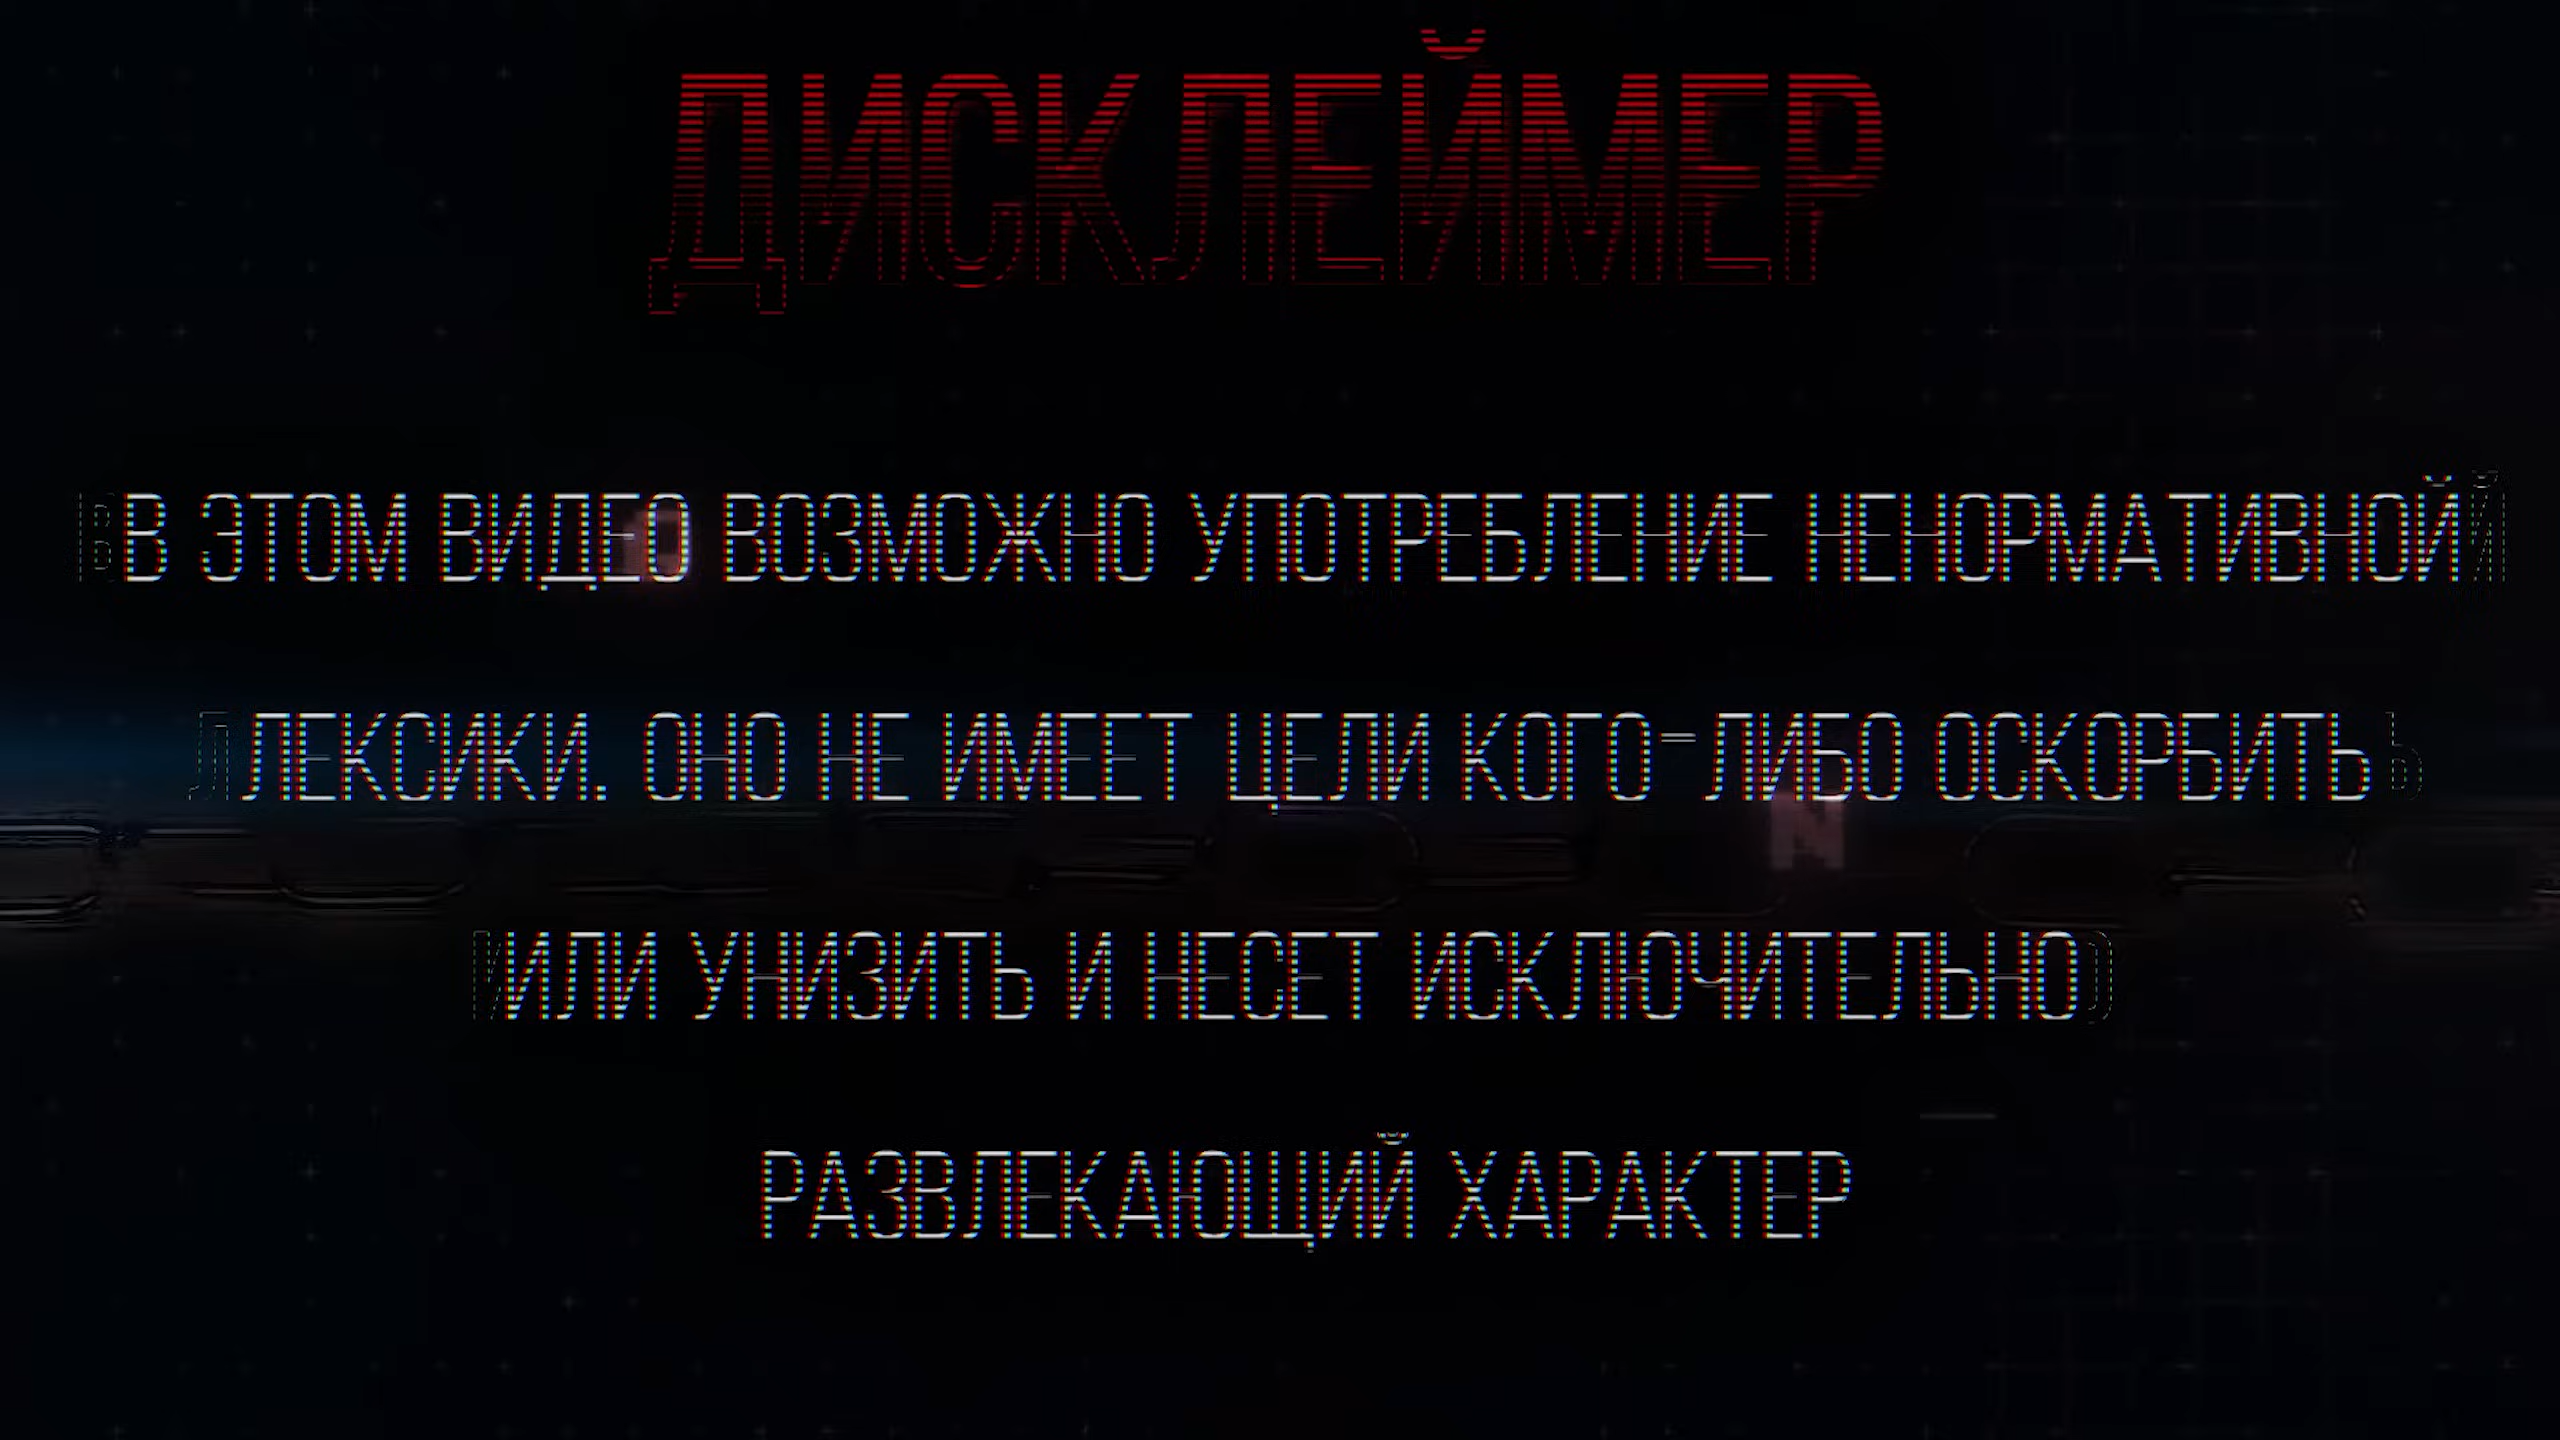 ДИСКЛЕЙМЕР
В ЭТОМ ВИДЕО ВОЗМОЖНО УПОТРЕБЛЕНИЕ НЕНОРМАТИВНОЙ
ЛЕКСИКИ. ОНО НЕ ИМЕЕТ ЦЕЛИ КОГО-ЛИБО ОСКОРБИТЬ
ИЛИ УНИЗИТЬ И НЕСЕТ ИСКЛЮЧИТЕЛЬНО
РАЗВЛЕКАЮЩИЙ ХАРАКТЕР